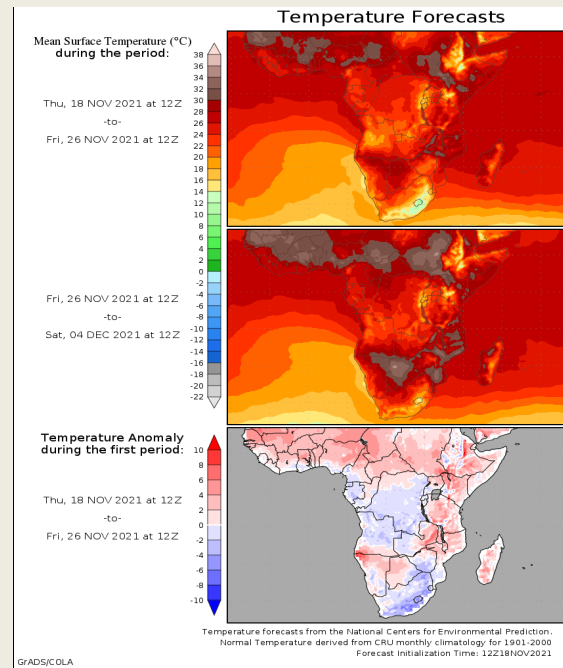 Temperature Forecasts
Mean Surface Temperature (°C)
during the period:
Thu, 18 NOV 2021 at 12Z
-to-
Fri, 26 NOV 2021 at 12Z
38
36
34
32
30
28
26
24
22
20
18
16
14
12
10
8
6
4
2
0
-2
-4
-6
-8
-10
-12
-14
-16
-18
-20
-22
Fri, 26 NOV 2021 at 12Z
-to-
Sat, 04 DEC 2021 at 12Z
Temperature Anomaly
during the first period:
Thu, 18 NOV 2021 at 12Z
-to-
Fri, 26 NOV 2021 at 12Z
10
8
6
4
2
0
-2
-4
-6
-8
-10
Temperature forecasts from the National Centers for Environmental Prediction.
Normal Temperature derived from CRU monthly climatology for 1901-2000
Forecast Initialization Time: 12Z18NOV2021
GrADS/COLA